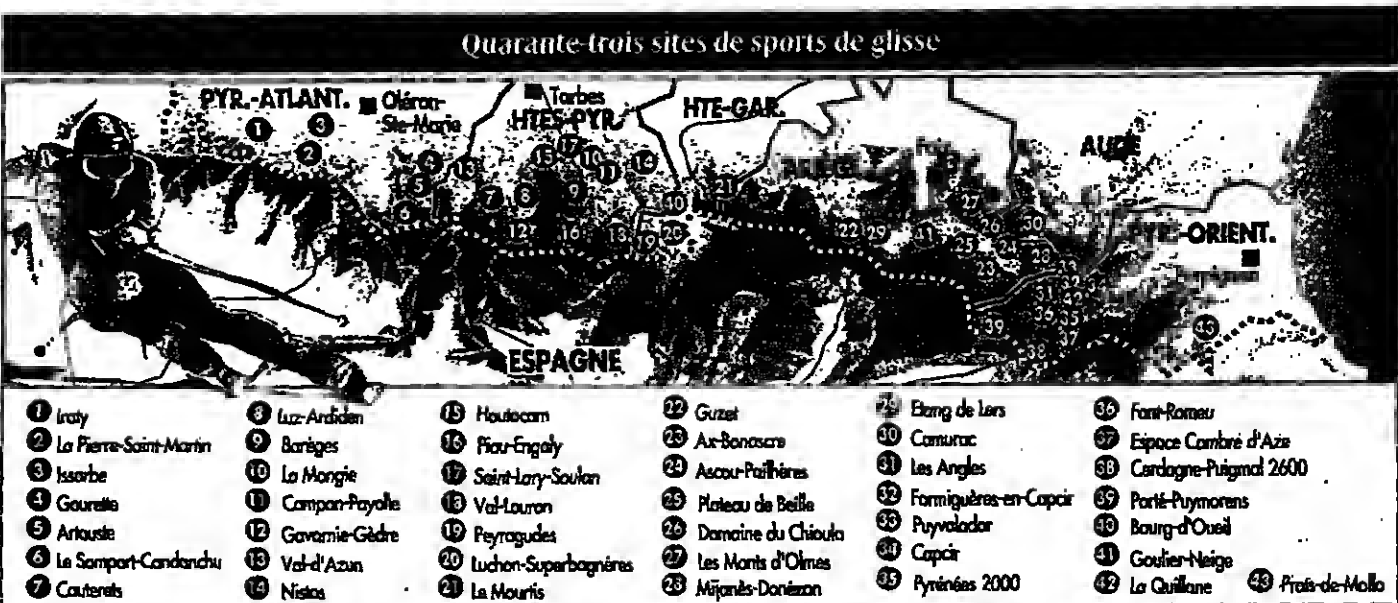 Quarante-trois sites de sports de glisse
PYR.-ATLANT.
Oléron-
Ste-Marie
Tarbes
HTES-PYR.
HTE-GAR.
ARIÈGE
AUDE
PYR.-ORIENT.
ESPAGNE
1 Iraty
2 La Pierre-Saint-Martin
3 Issarbe
4 Gourette
5 Artouste
6 Le Somport-Candanchu
7 Cauterets
8 Luz-Ardiden
9 Barèges
10 La Mongie
11 Campan-Payolle
12 Gavarnie-Gèdre
13 Val-d'Azun
14 Nistos
15 Hautacam
16 Piau-Engaly
17 Saint-Lary-Soulan
18 Val-Louron
19 Peyragudes
20 Luchon-Superbagnères
21 Le Mourtis
22 Guzet
23 Ax-Bonascre
24 Ascou-Pailhères
25 Plateau de Beille
26 Domaine du Chioula
27 Les Monts d'Olmes
28 Mijanès-Donézan
29 Etang de Lers
30 Camurac
31 Les Angles
32 Formiguères-en-Capcir
33 Puyvalador
34 Capcir
35 Pyrénées 2000
36 Font-Romeu
37 Espace Cambré d'Aze
38 Cerdagne-Puigmal 2600
39 Porté-Puymorens
40 Bourg-d'Oueil
41 Goulier-Neige
42 La Quillane
43 Prats-de-Mollo